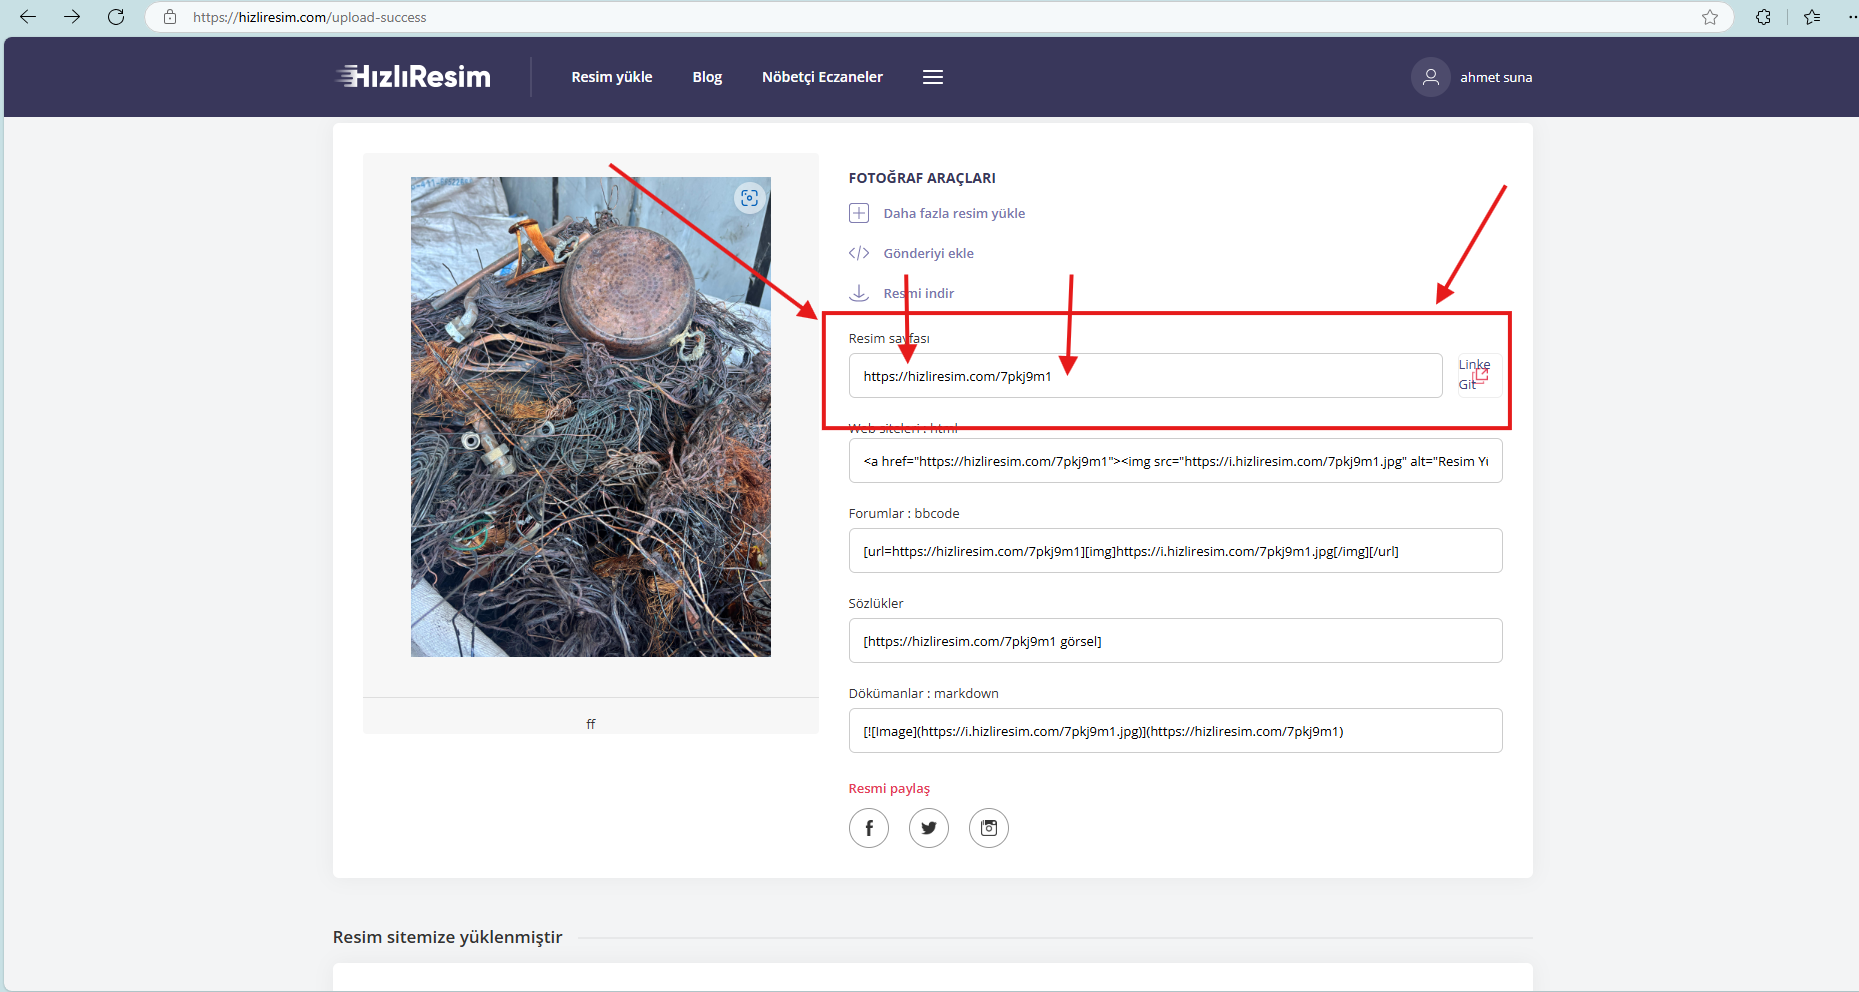 https://hizliresim.com/upload-success
HızlıResim
Resim yükle
Blog
Nöbetçi Eczaneler
ahmet suna
FOTOĞRAF ARAÇLARI
Daha fazla resim yükle
Gönderiyi ekle
Resmi indir
Resim sayfası
https://hizliresim.com/7pkj9m1
Linke
Git
Web siteleri : html
<a href="https://hizliresim.com/7pkj9m1"><img src="https://i.hizliresim.com/7pkj9m1.jpg" alt="Resim Yü
Forumlar : bbcode
[url=https://hizliresim.com/7pkj9m1][img]https://i.hizliresim.com/7pkj9m1.jpg[/img][/url]
Sözlükler
[https://hizliresim.com/7pkj9m1 görsel]
Dökümanlar : markdown
[![Image](https://i.hizliresim.com/7pkj9m1.jpg)](https://hizliresim.com/7pkj9m1)
ff
Resmi paylaş
Resim sitemize yüklenmiştir